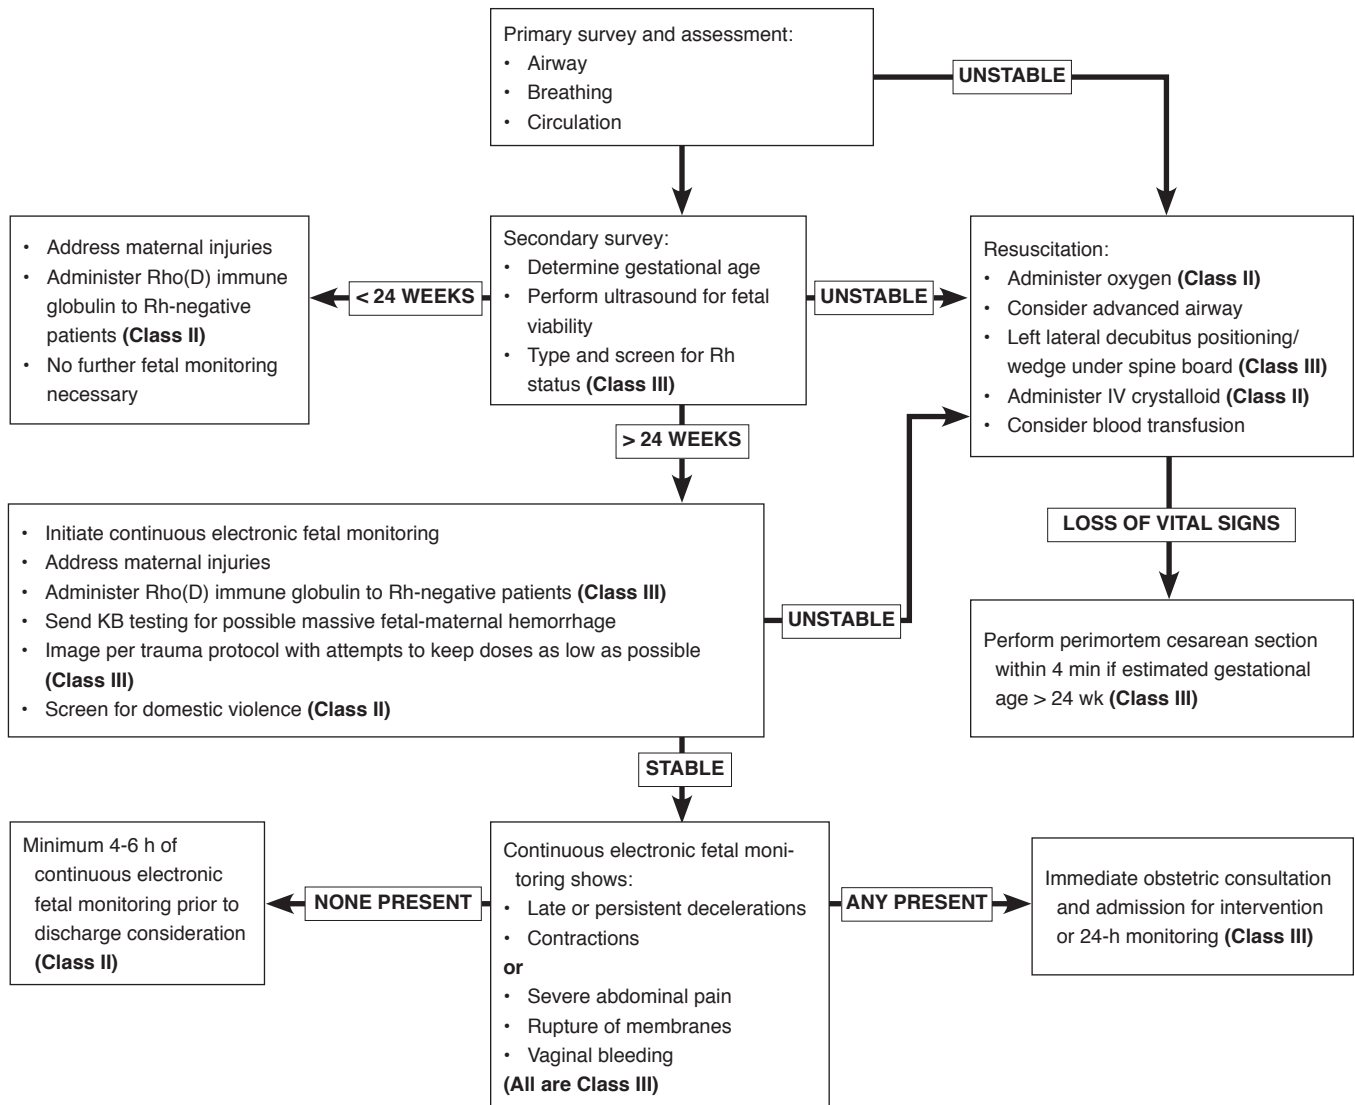 Primary survey and assessment:
• Airway
• Breathing
• Circulation
UNSTABLE
• Address maternal injuries
• Administer Rho(D) immune
globulin to Rh-negative
patients (Class II)
• No further fetal monitoring
necessary
< 24 WEEKS
Secondary survey:
• Determine gestational age
• Perform ultrasound for fetal
viability
• Type and screen for Rh
status (Class III)
UNSTABLE
Resuscitation:
• Administer oxygen (Class II)
• Consider advanced airway
• Left lateral decubitus positioning/
wedge under spine board (Class III)
• Administer IV crystalloid (Class II)
• Consider blood transfusion
> 24 WEEKS
• Initiate continuous electronic fetal monitoring
• Address maternal injuries
• Administer Rho(D) immune globulin to Rh-negative patients (Class III)
• Send KB testing for possible massive fetal-maternal hemorrhage
• Image per trauma protocol with attempts to keep doses as low as possible
(Class III)
• Screen for domestic violence (Class II)
UNSTABLE
LOSS OF VITAL SIGNS
Perform perimortem cesarean section
within 4 min if estimated gestational
age > 24 wk (Class III)
STABLE
Minimum 4-6 h of
continuous electronic
fetal monitoring prior to
discharge consideration
(Class II)
NONE PRESENT
Continuous electronic fetal moni-
toring shows:
• Late or persistent decelerations
• Contractions
or
• Severe abdominal pain
• Rupture of membranes
• Vaginal bleeding
(All are Class III)
ANY PRESENT
Immediate obstetric consultation
and admission for intervention
or 24-h monitoring (Class III)